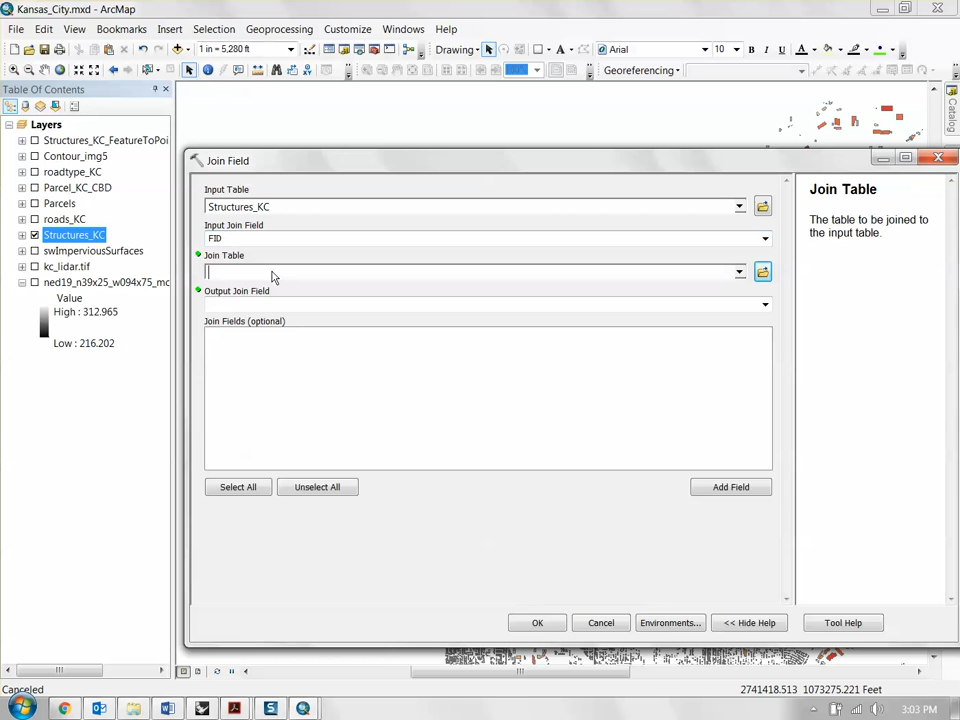 Kansas_City.mxd - ArcMap
File Edit View Bookmarks Insert Selection Geoprocessing Customize Windows Help
1 in = 5,280 ft Drawing Arial 10 B I U A
Georeferencing
Table Of Contents
Catalog
Layers
Structures_KC_FeatureToPoi
Contour_img5
roadtype_KC
Parcel_KC_CBD
Parcels
roads_KC
Structures_KC
swImperviousSurfaces
kc_lidar.tif
ned19_n39x25_w094x75_mc
Value
High : 312.965
Low : 216.202
Join Field
Input Table
Structures_KC
Input Join Field
FID
Join Table
Output Join Field
Join Fields (optional)
Select All Unselect All Add Field
Join Table
The table to be joined to
the input table.
OK Cancel Environments... << Hide Help Tool Help
Canceled 2741418.513 1073275.221 Feet
3:03 PM